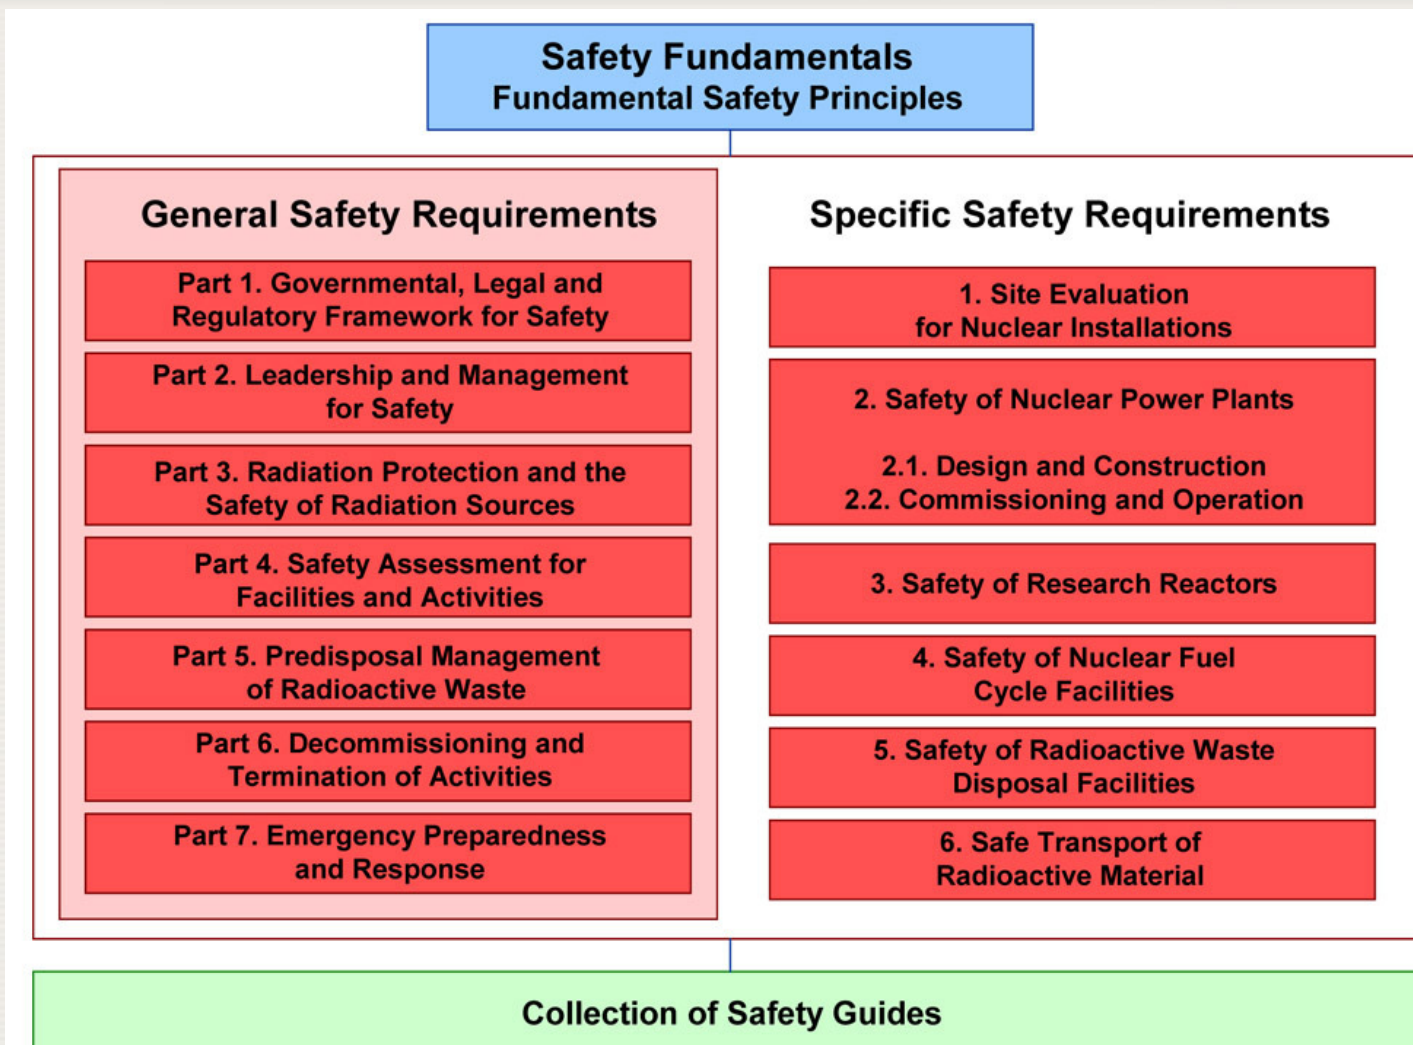 Safety Fundamentals
Fundamental Safety Principles
General Safety Requirements
Part 1. Governmental, Legal and
Regulatory Framework for Safety
Part 2. Leadership and Management
for Safety
Part 3. Radiation Protection and the
Safety of Radiation Sources
Part 4. Safety Assessment for
Facilities and Activities
Part 5. Predisposal Management
of Radioactive Waste
Part 6. Decommissioning and
Termination of Activities
Part 7. Emergency Preparedness
and Response
Specific Safety Requirements
1. Site Evaluation
for Nuclear Installations
2. Safety of Nuclear Power Plants
2.1. Design and Construction
2.2. Commissioning and Operation
3. Safety of Research Reactors
4. Safety of Nuclear Fuel
Cycle Facilities
5. Safety of Radioactive Waste
Disposal Facilities
6. Safe Transport of
Radioactive Material
Collection of Safety Guides